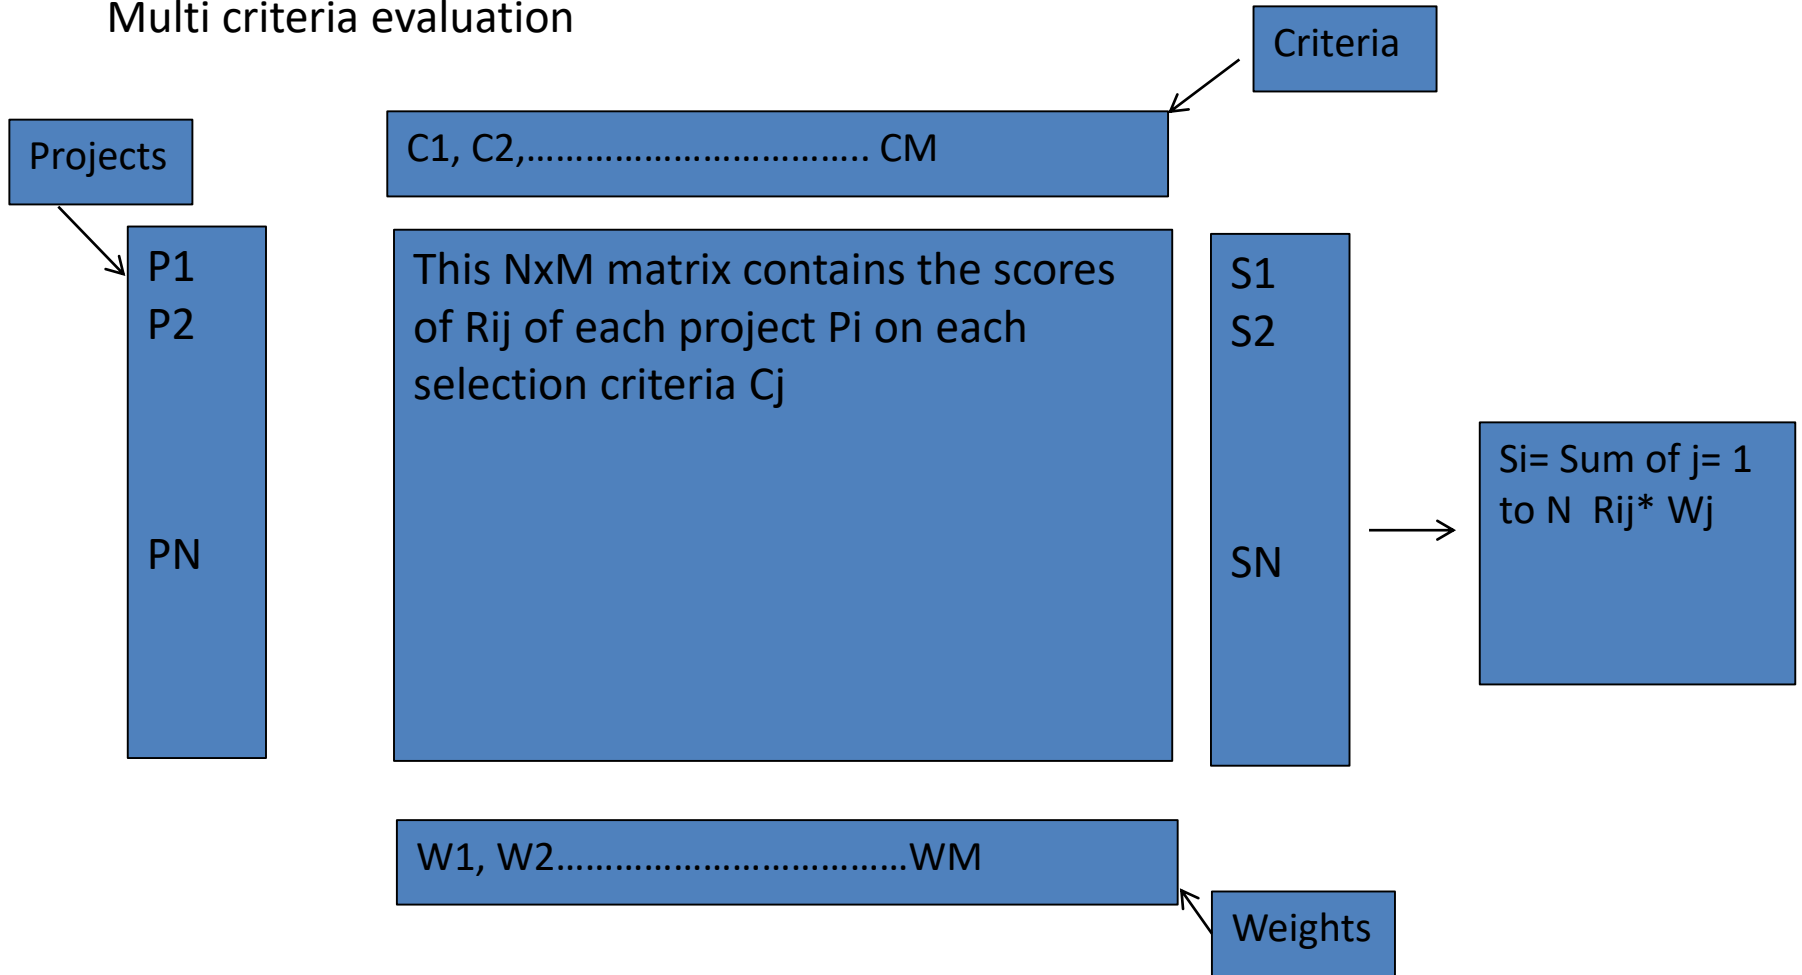 Multi criteria evaluation
Criteria
Projects
C1, C2,……………………………….. CM
P1
P2
PN
This NxM matrix contains the scores
of Rij of each project Pi on each
selection criteria Cj
S1
S2
SN
Si= Sum of j= 1
to N  Rij* Wj
W1, W2………………………………WM
Weights